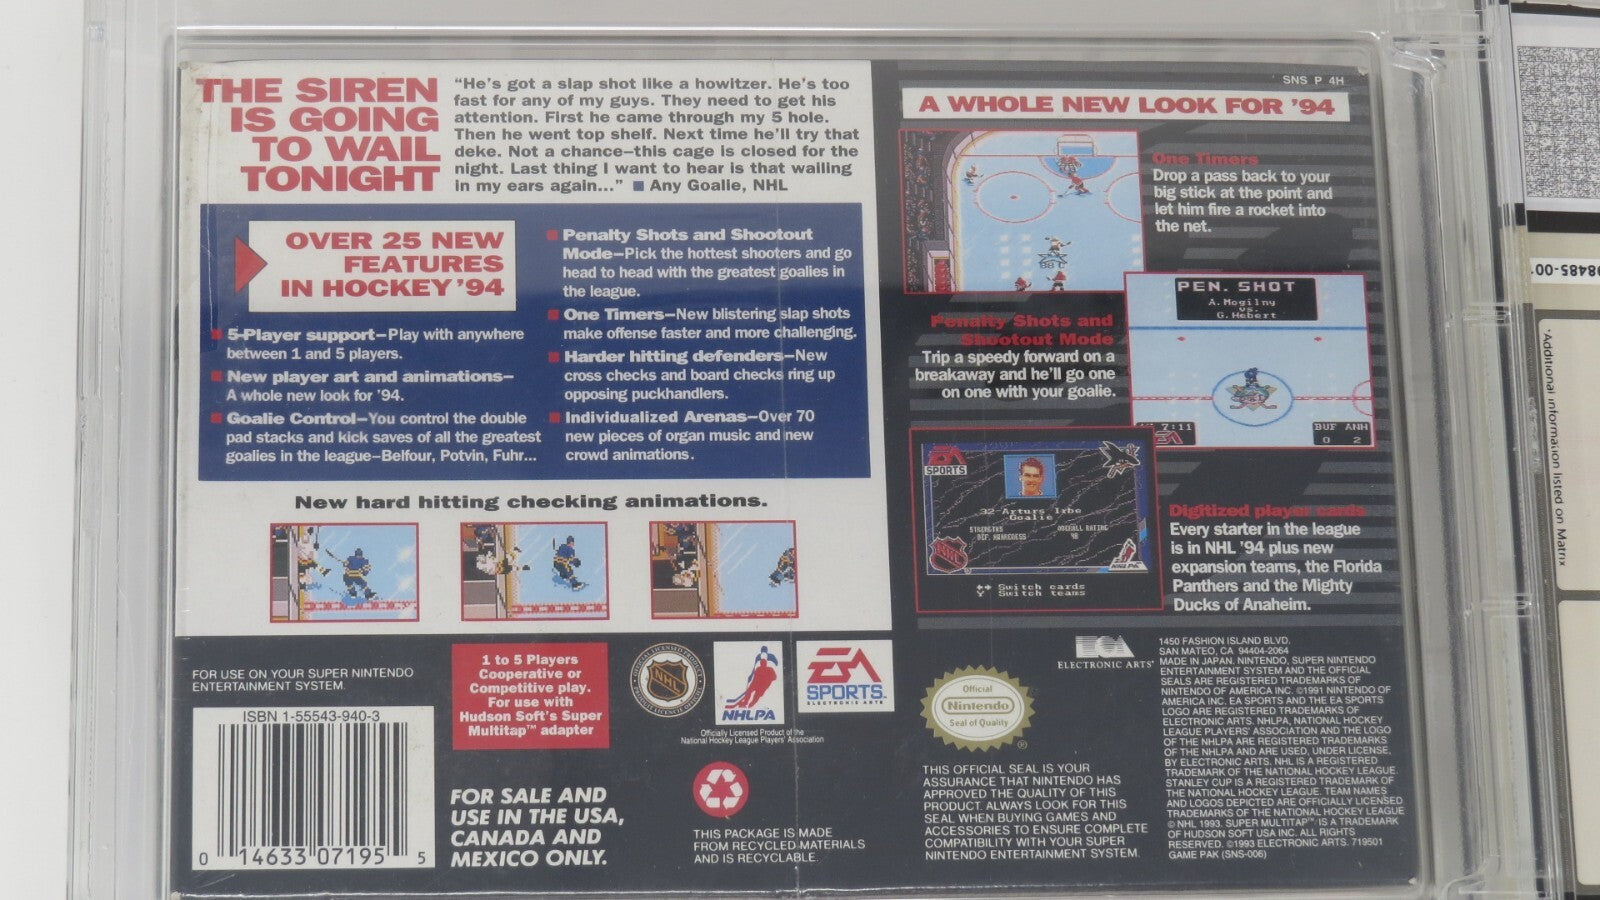 THE SIREN
IS GOING
TO WAIL
TONIGHT
“He's got a slap shot like a howitzer. He's too
fast for any of my guys. They need to get his
attention. First he came through my 5 hole.
Then he went top shelf. Next time he'll try that
deke. Not a chance—this cage is closed for the
night. Last thing I want to hear is that wailing
in my ears again...” ■ Any Goalie, NHL
OVER 25 NEW
FEATURES
IN HOCKEY '94
■ 5-Player support—Play with anywhere
between 1 and 5 players.
■ New player art and animations—
A whole new look for '94.
■ Goalie Control—You control the double
pad stacks and kick saves of all the greatest
goalies in the league—Belfour, Potvin, Fuhr...
■ Penalty Shots and Shootout
Mode—Pick the hottest shooters and go
head to head with the greatest goalies in
the league.
■ One Timers—New blistering slap shots
make offense faster and more challenging.
■ Harder hitting defenders—New
cross checks and board checks ring up
opposing puckhandlers.
■ Individualized Arenas—Over 70
new pieces of organ music and new
crowd animations.
New hard hitting checking animations.
SNS P 4H
A WHOLE NEW LOOK FOR '94
One Timers
Drop a pass back to your
big stick at the point and
let him fire a rocket into
the net.
PEN. SHOT
A. Mogilny
vs.
G. Hebert
7:11
EA
BUF ANH
0 2
Penalty Shots and
Shootout Mode
Trip a speedy forward on a
breakaway and he'll go one
on one with your goalie.
EA
SPORTS
32-Arturs Irbe
Goalie
STRENGTHS
OVERALL RATING
DEF. AWARENESS
48
NHL
NHLPA
Switch cards
Y Switch teams
Digitized player cards
Every starter in the league
is in NHL '94 plus new
expansion teams, the Florida
Panthers and the Mighty
Ducks of Anaheim.
FOR USE ON YOUR SUPER NINTENDO
ENTERTAINMENT SYSTEM.
ISBN 1-55543-940-3
0 14633 07195 5
1 to 5 Players
Cooperative or
Competitive play.
For use with
Hudson Soft's Super
Multitap™ adapter
FOR SALE AND
USE IN THE USA,
CANADA AND
MEXICO ONLY.
NHL
NHLPA
Officially Licensed Product of the
National Hockey League Players' Association
EA
SPORTS™
ELECTRONIC ARTS
THIS PACKAGE IS MADE
FROM RECYCLED MATERIALS
AND IS RECYCLABLE.
Official
Nintendo
Seal of Quality
®
THIS OFFICIAL SEAL IS YOUR
ASSURANCE THAT NINTENDO HAS
APPROVED THE QUALITY OF THIS
PRODUCT. ALWAYS LOOK FOR THIS
SEAL WHEN BUYING GAMES AND
ACCESSORIES TO ENSURE COMPLETE
COMPATIBILITY WITH YOUR SUPER
NINTENDO ENTERTAINMENT SYSTEM.
ELECTRONIC ARTS®
1450 FASHION ISLAND BLVD.
SAN MATEO, CA 94404-2064
MADE IN JAPAN. NINTENDO, SUPER NINTENDO
ENTERTAINMENT SYSTEM AND THE OFFICIAL
SEALS ARE REGISTERED TRADEMARKS OF
NINTENDO OF AMERICA INC. ©1991 NINTENDO OF
AMERICA INC. EA SPORTS AND THE EA SPORTS
LOGO ARE REGISTERED TRADEMARKS OF
ELECTRONIC ARTS. NHLPA, NATIONAL HOCKEY
LEAGUE PLAYERS' ASSOCIATION AND THE LOGO
OF THE NHLPA ARE REGISTERED TRADEMARKS
OF THE NHLPA AND ARE USED, UNDER LICENSE,
BY ELECTRONIC ARTS. NHL IS A REGISTERED
TRADEMARK OF THE NATIONAL HOCKEY LEAGUE.
STANLEY CUP IS A REGISTERED TRADEMARK OF
THE NATIONAL HOCKEY LEAGUE. TEAM NAMES
AND LOGOS DEPICTED ARE OFFICIALLY LICENSED
TRADEMARKS OF THE NATIONAL HOCKEY LEAGUE
© NHL 1993. SUPER MULTITAP™ IS A TRADEMARK
OF HUDSON SOFT USA INC. ALL RIGHTS
RESERVED. ©1993 ELECTRONIC ARTS. 719501
GAME PAK (SNS-006)
98485-001
*Additional information listed on Matrix